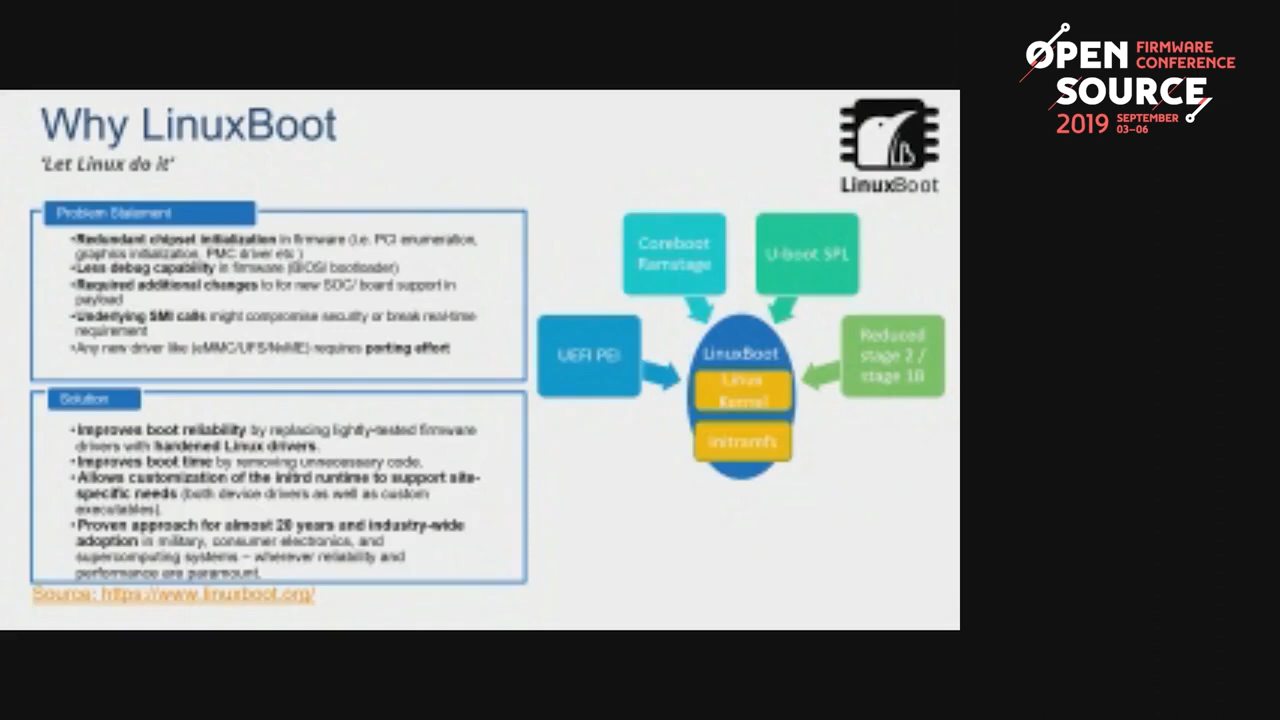 OPEN FIRMWARE CONFERENCE
SOURCE
2019 SEPTEMBER 03–06
Why LinuxBoot
'Let Linux do it'
LinuxBoot
Problem Statement
•Redundant chipset initialization in firmware (i.e. PCI enumeration,
graphics initialization, PMC driver etc )
•Less debug capability in firmware (BIOS/ bootloader)
•Required additional changes to for new SOC/ board support in
payload
•Underlying SMI calls might compromise security or break real-time
requirement
•Any new driver like (eMMC/UFS/NVME) requires porting effort
Solution
•Improves boot reliability by replacing lightly-tested firmware
drivers with hardened Linux drivers.
•Improves boot time by removing unnecessary code.
•Allows customization of the initrd runtime to support site-
specific needs (both device drivers as well as custom
executables).
•Proven approach for almost 20 years and industry-wide
adoption in military, consumer electronics, and
supercomputing systems – wherever reliability and
performance are paramount.
Source: https://www.linuxboot.org/
Coreboot
Ramstage
U-boot SPL
UEFI PEI
LinuxBoot
Linux
Kernel
initramfs
Reduced
stage 2 /
stage 1B